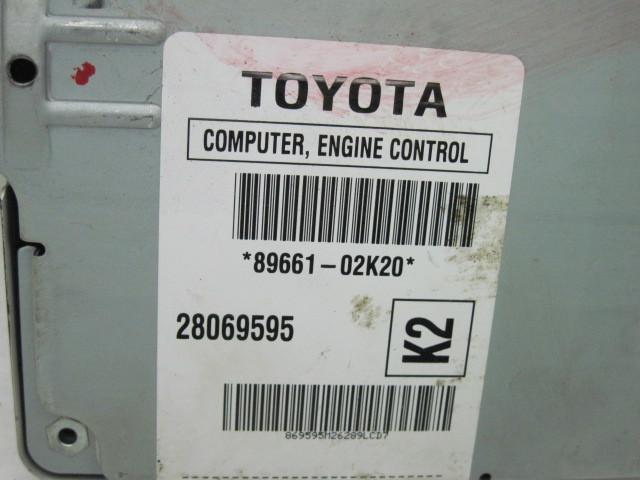 TOYOTA
COMPUTER, ENGINE CONTROL
*89661-02K20*
28069595
K2
869595M26289LCD7